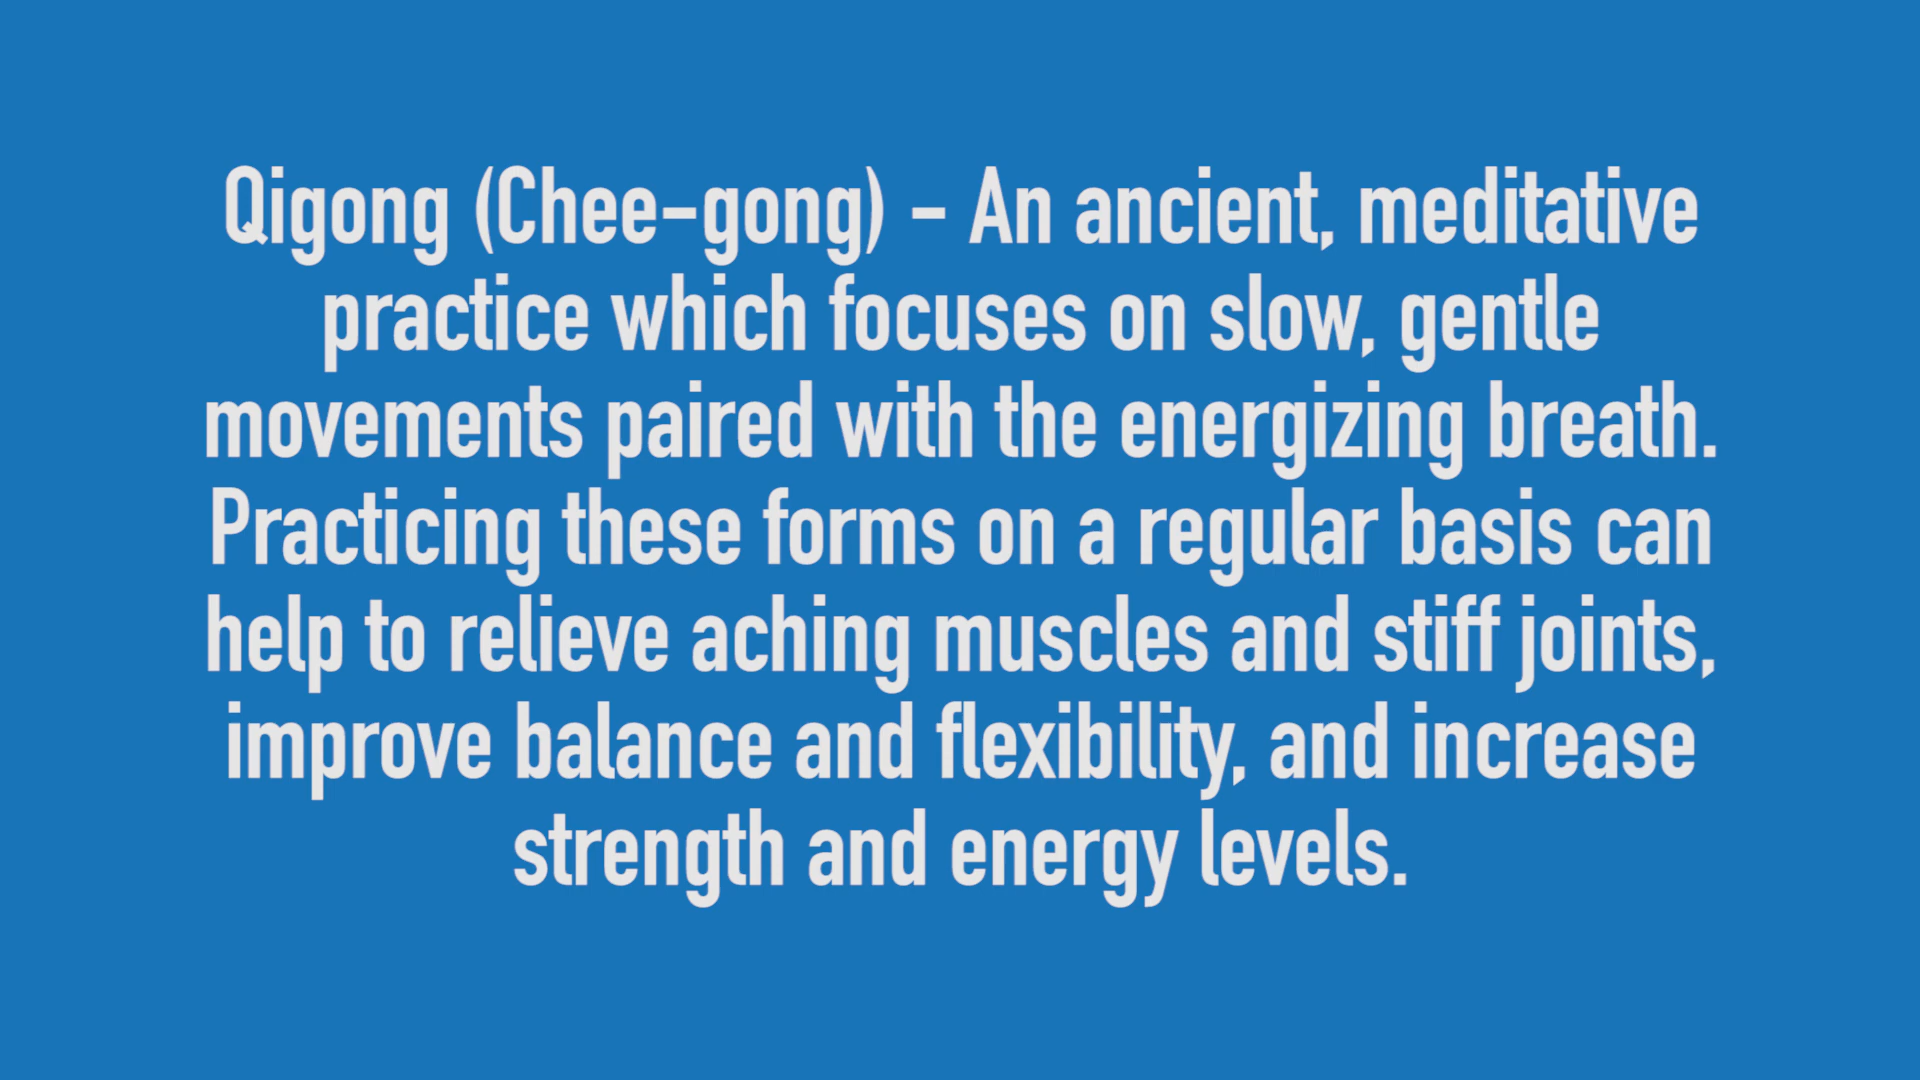 Qigong (Chee-gong) - An ancient, meditative
practice which focuses on slow, gentle
movements paired with the energizing breath.
Practicing these forms on a regular basis can
help to relieve aching muscles and stiff joints,
improve balance and flexibility, and increase
strength and energy levels.